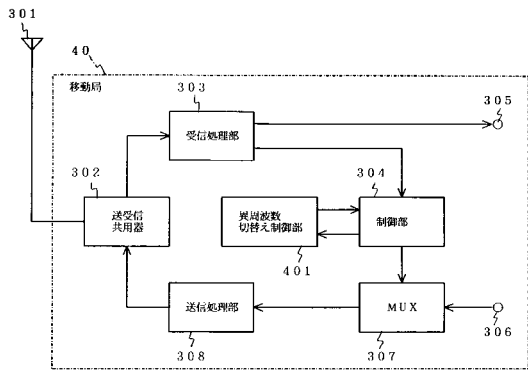 301
40
移動局
303
受信処理部
305
302
304
送受信
共用器
異周波数
切替え制御部
制御部
401
送信処理部
MUX
306
308
307